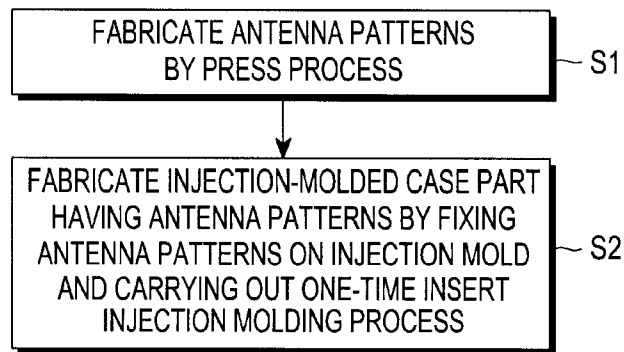 FABRICATE ANTENNA PATTERNS
BY PRESS PROCESS
S1
FABRICATE INJECTION-MOLDED CASE PART
HAVING ANTENNA PATTERNS BY FIXING
ANTENNA PATTERNS ON INJECTION MOLD
AND CARRYING OUT ONE-TIME INSERT
INJECTION MOLDING PROCESS
S2